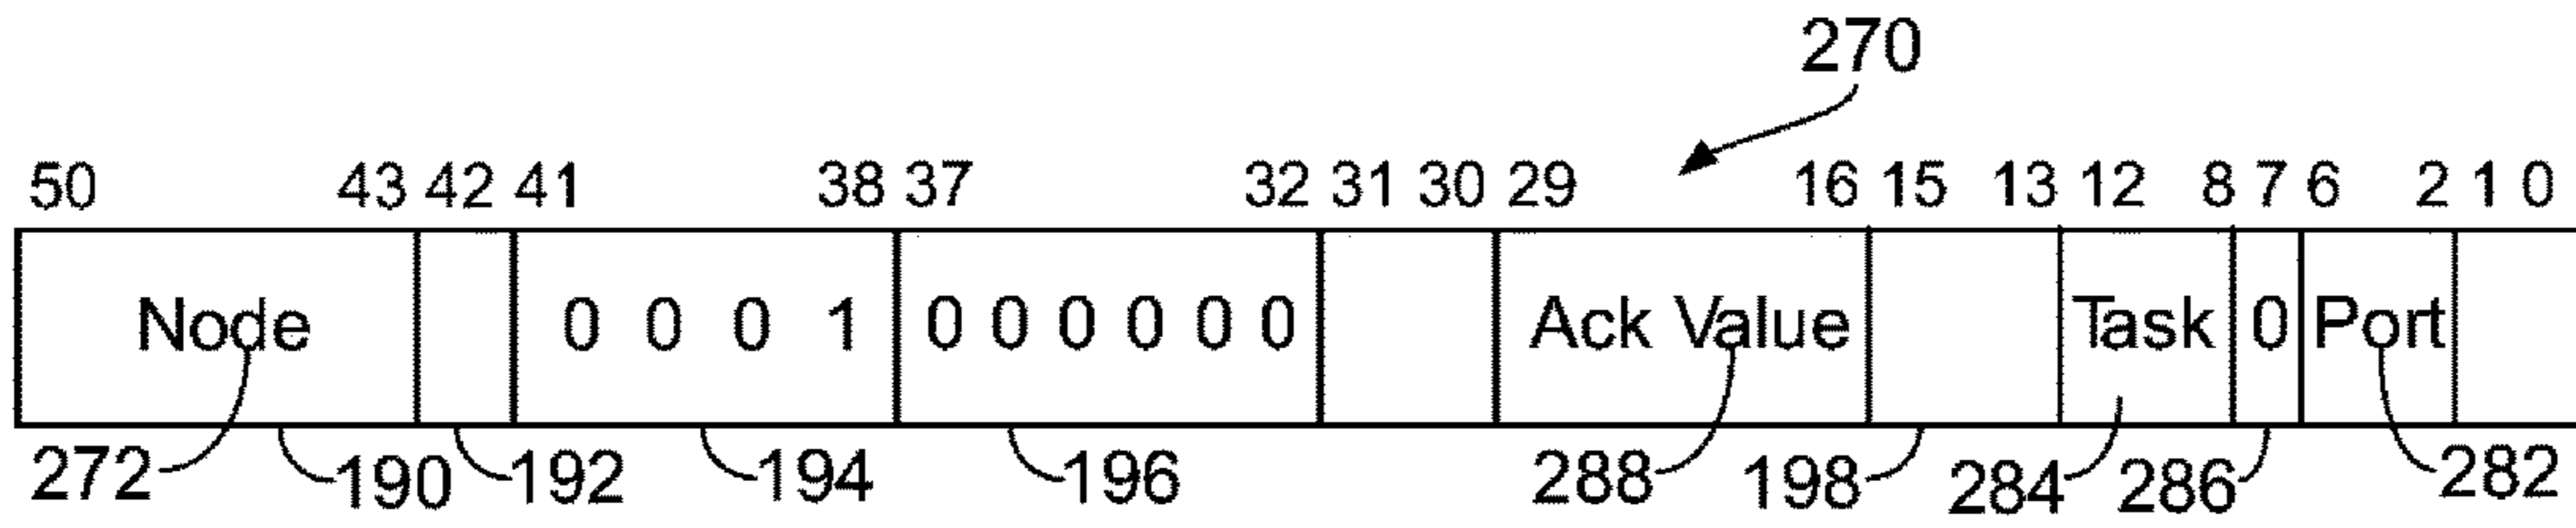 270
50 43 42 41 38 37 32 31 30 29 16 15 13 12 8 7 6 2 1 0
Node 0 0 0 1 0 0 0 0 0 0 Ack Value Task 0 Port
272 190 192 194 196 288 198 284 286 282